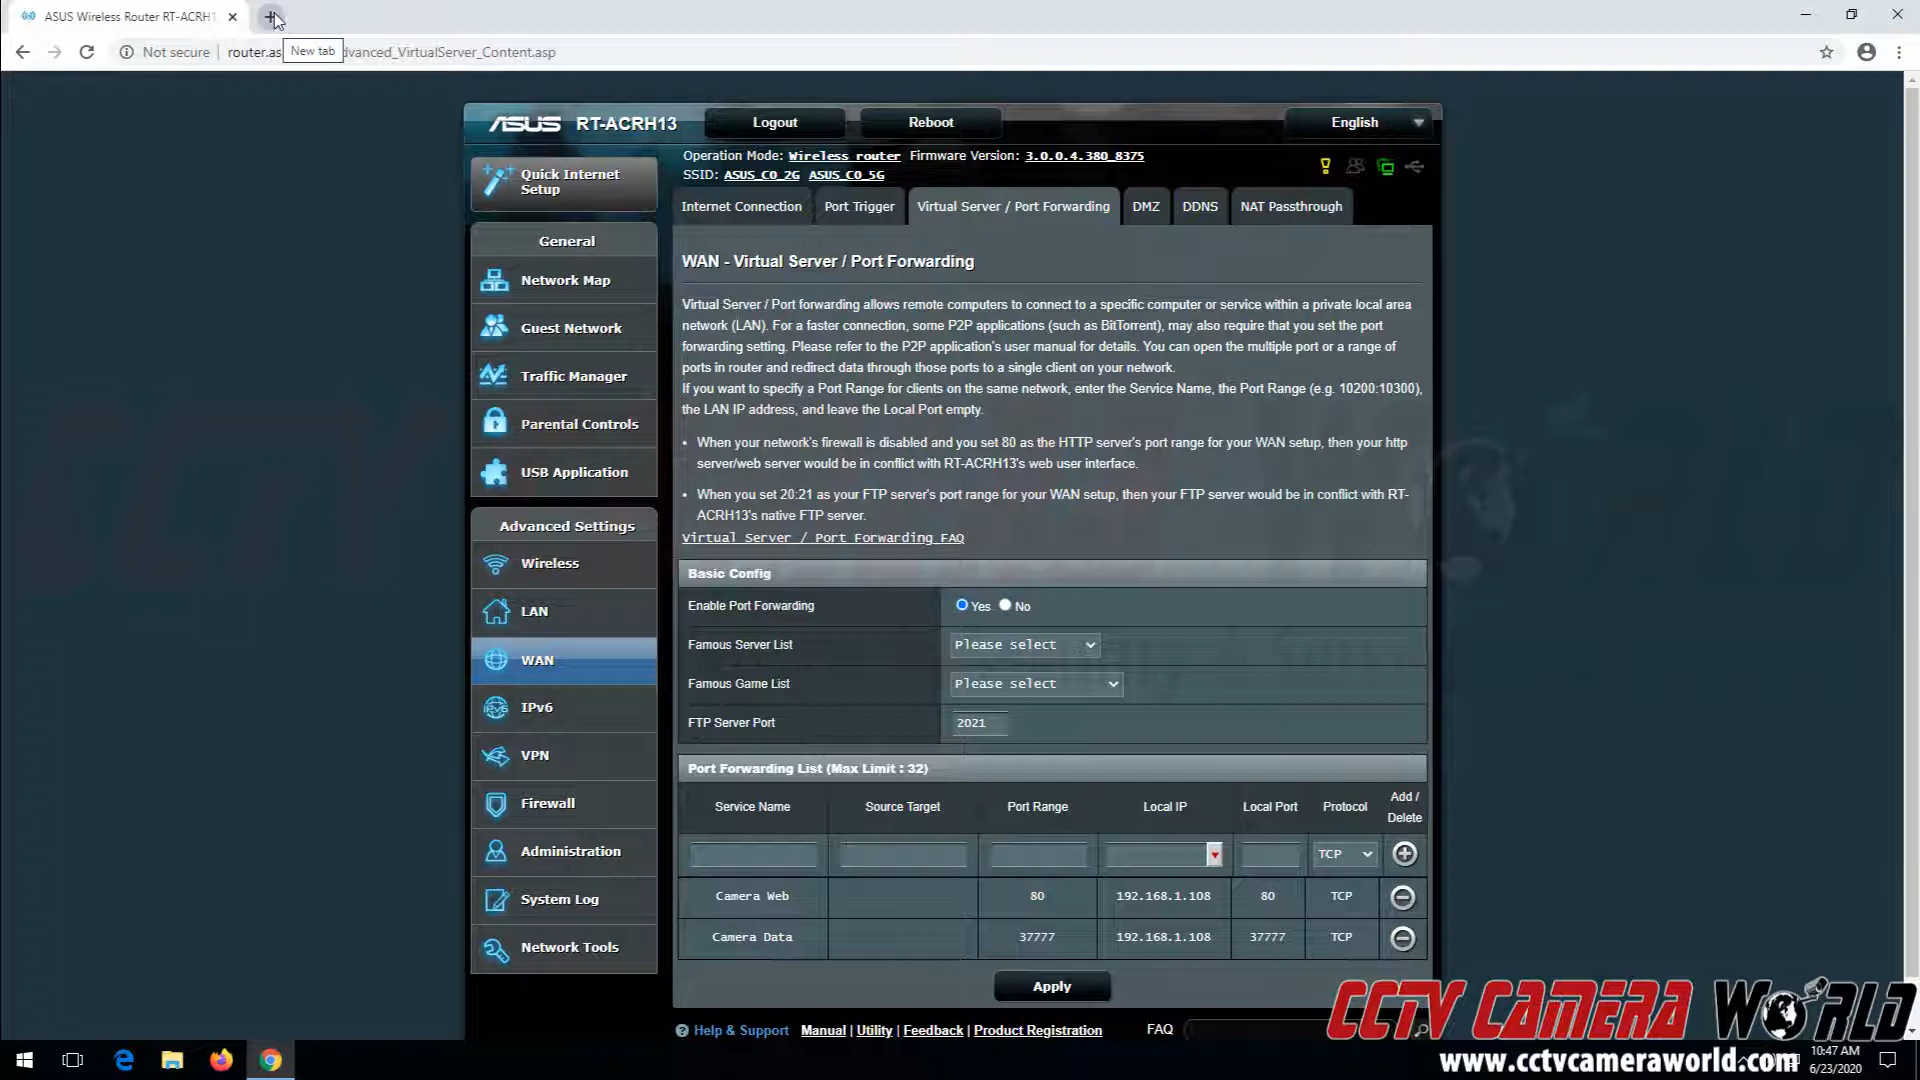 ASUS Wireless Router RT-ACRH1
New tab
Not secure
router.as
dvanced_VirtualServer_Content.asp
ASUS RT-ACRH13
Logout
Reboot
English
Operation Mode: Wireless router Firmware Version: 3.0.0.4.380_8375
SSID: ASUS_C0_2G ASUS_C0_5G
Quick Internet
Setup
General
Network Map
Guest Network
Traffic Manager
Parental Controls
USB Application
Advanced Settings
Wireless
LAN
WAN
IPv6
VPN
Firewall
Administration
System Log
Network Tools
Internet Connection
Port Trigger
Virtual Server / Port Forwarding
DMZ
DDNS
NAT Passthrough
WAN - Virtual Server / Port Forwarding
Virtual Server / Port forwarding allows remote computers to connect to a specific computer or service within a private local area
network (LAN). For a faster connection, some P2P applications (such as BitTorrent), may also require that you set the port
forwarding setting. Please refer to the P2P application's user manual for details. You can open the multiple port or a range of
ports in router and redirect data through those ports to a single client on your network.
If you want to specify a Port Range for clients on the same network, enter the Service Name, the Port Range (e.g. 10200:10300),
the LAN IP address, and leave the Local Port empty.
• When your network's firewall is disabled and you set 80 as the HTTP server's port range for your WAN setup, then your http
server/web server would be in conflict with RT-ACRH13's web user interface.
• When you set 20:21 as your FTP server's port range for your WAN setup, then your FTP server would be in conflict with RT-
ACRH13's native FTP server.
Virtual Server / Port Forwarding FAQ
Basic Config
Enable Port Forwarding Yes No
Famous Server List Please select
Famous Game List Please select
FTP Server Port 2021
Port Forwarding List (Max Limit : 32)
Service Name Source Target Port Range Local IP Local Port Protocol Add /
Delete
TCP
Camera Web 80 192.168.1.108 80 TCP
Camera Data 37777 192.168.1.108 37777 TCP
Apply
Help & Support Manual | Utility | Feedback | Product Registration FAQ
CCTV CAMERA WORLD
www.cctvcameraworld.com
10:47 AM
6/23/2020